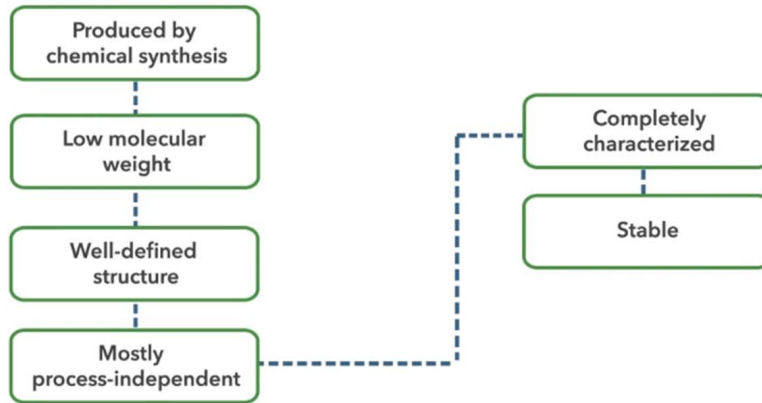 Produced by
chemical synthesis
Low molecular
weight
Well-defined
structure
Mostly
process-independent
Completely
characterized
Stable